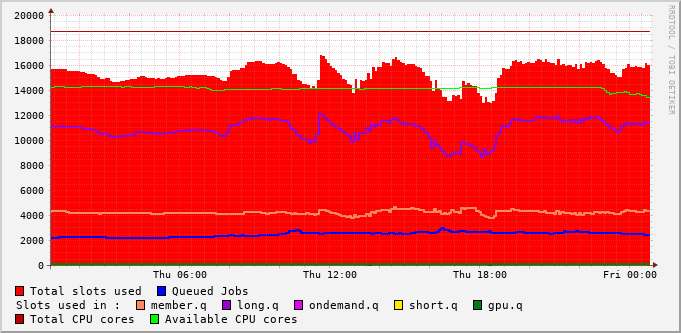 RRDTOOL / TOBI OETIKER
20000
18000
16000
14000
12000
10000
8000
6000
4000
2000
0
Thu 06:00 Thu 12:00 Thu 18:00 Fri 00:00
Total slots used Queued Jobs
Slots used in : member.q long.q ondemand.q short.q gpu.q
Total CPU cores Available CPU cores